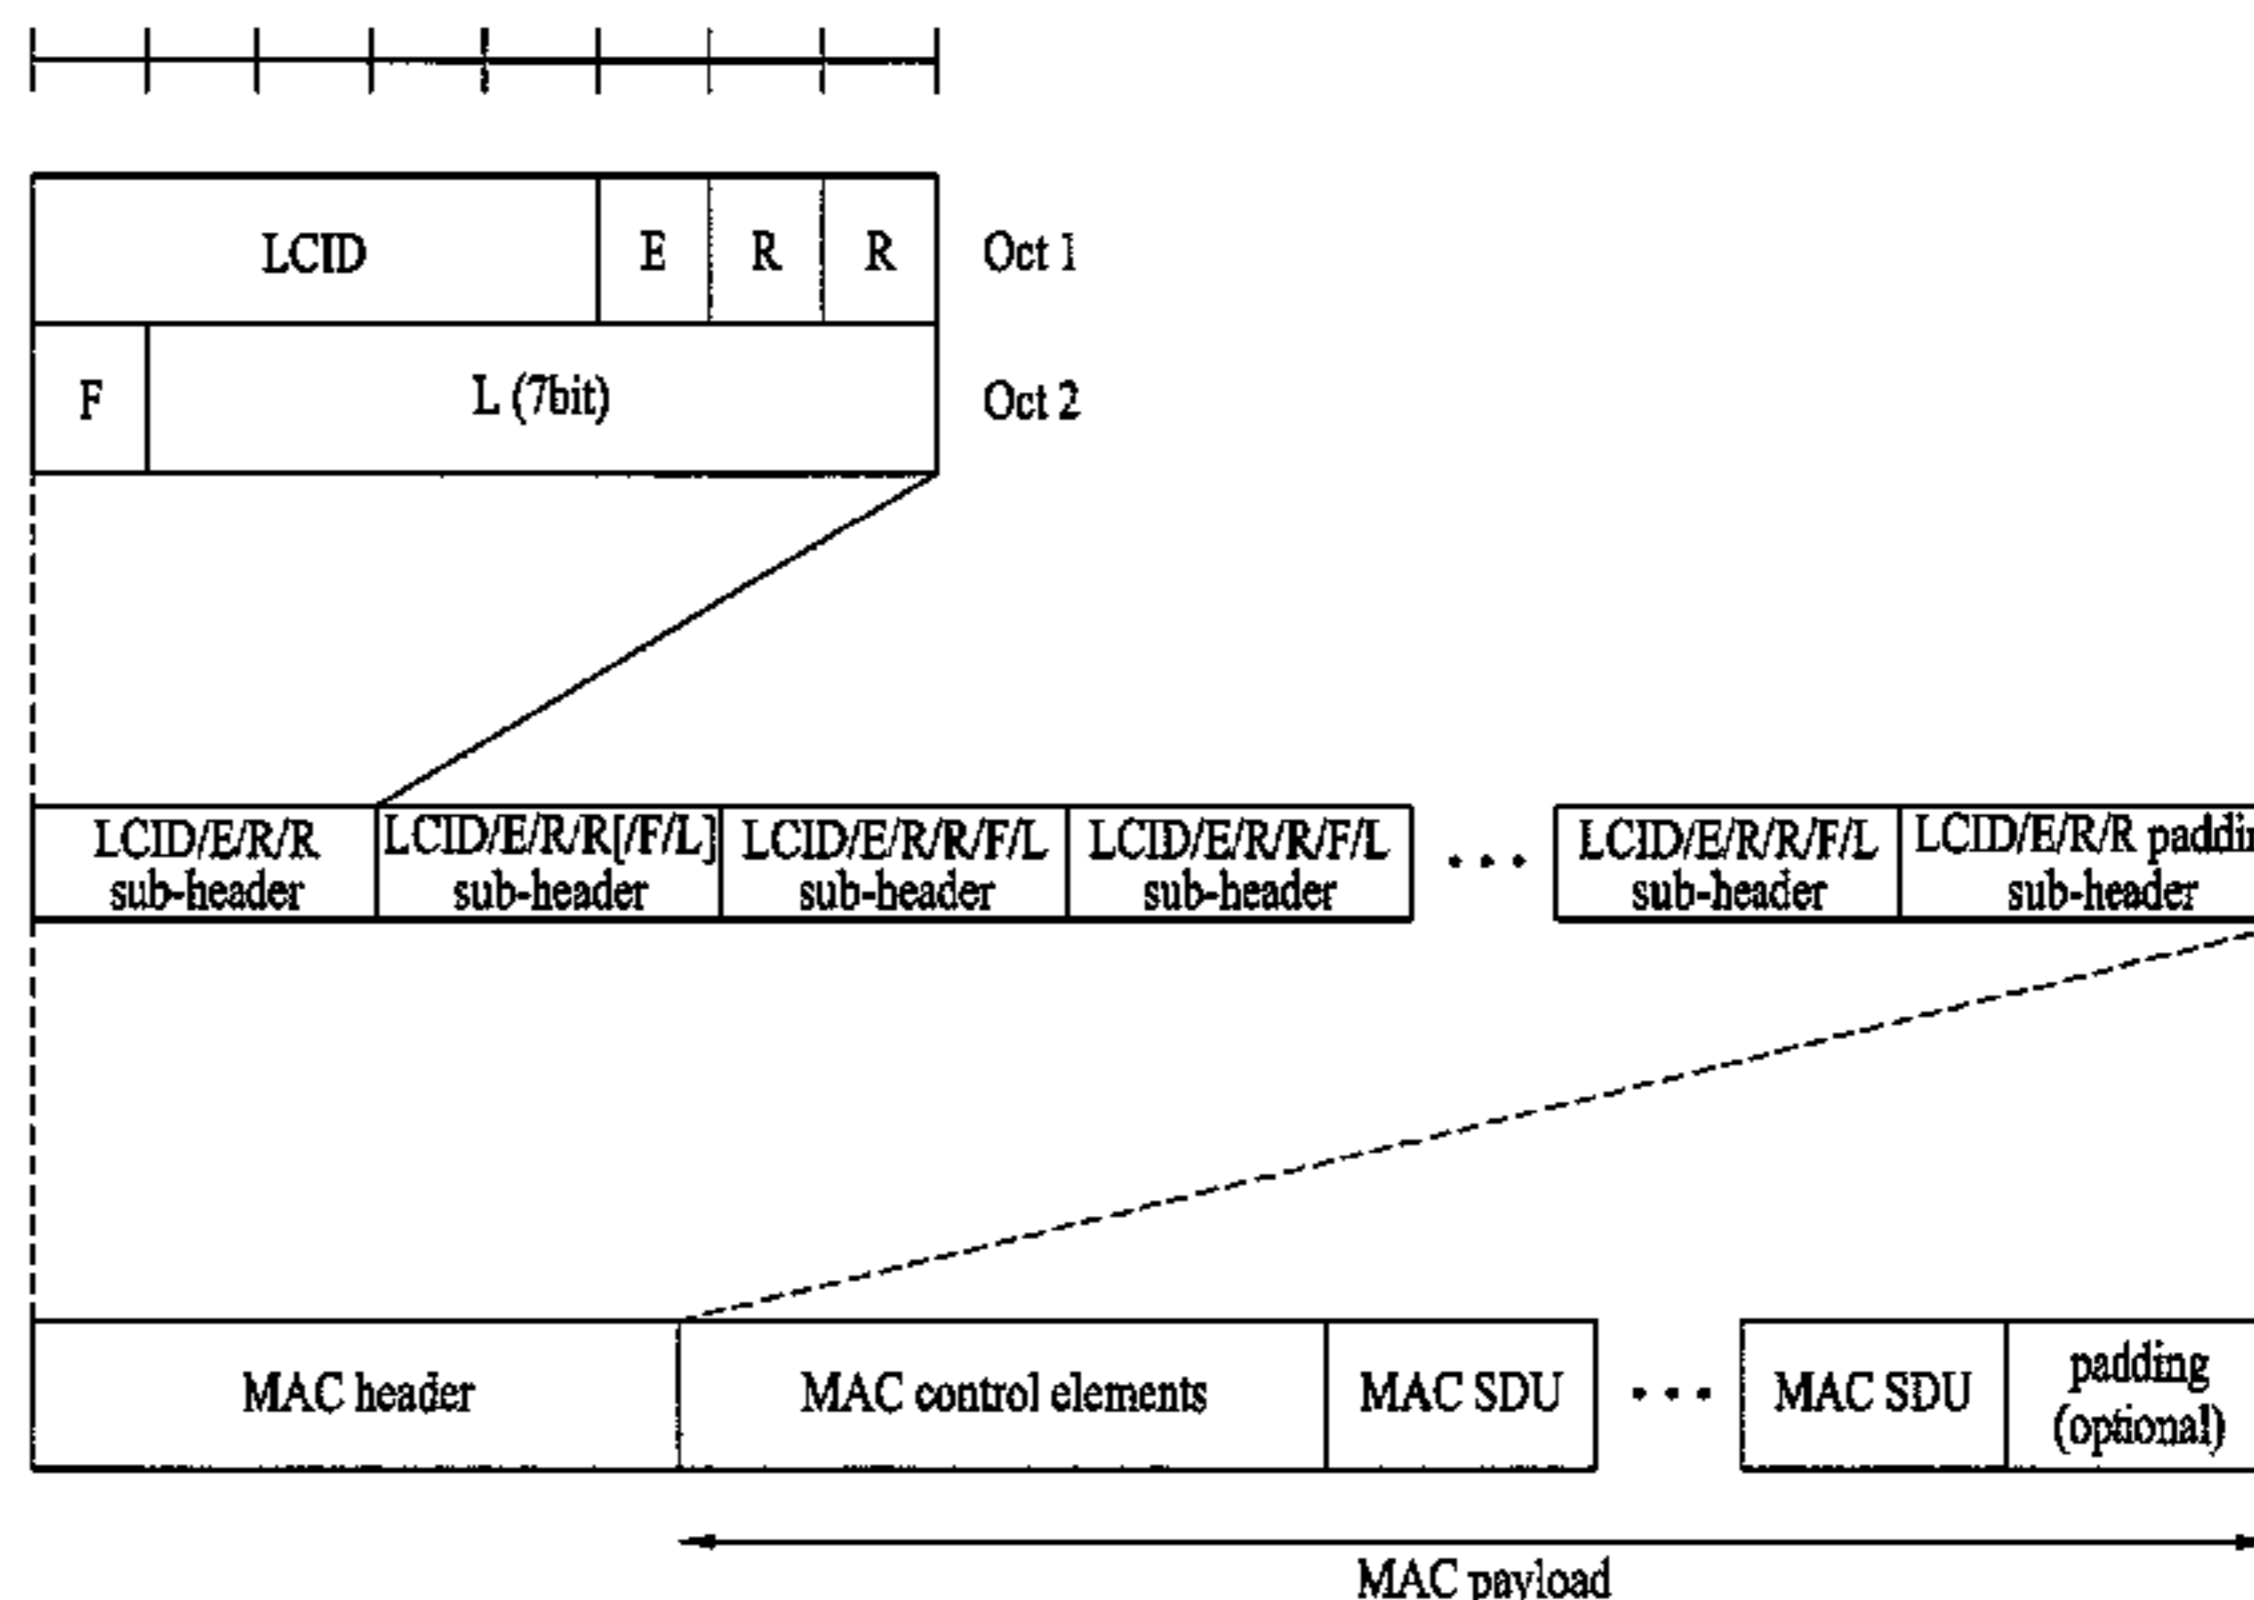 LCID E R R Oct 1
F L (7bit) Oct 2
LCID/E/R/R LCID/E/R/R[/F/L] LCID/E/R/R/F/L LCID/E/R/R/F/L ... LCID/E/R/R/F/L LCID/E/R/R paddin
sub-header sub-header sub-header sub-header sub-header sub-header
MAC header MAC control elements MAC SDU ... MAC SDU padding
(optional)
MAC payload